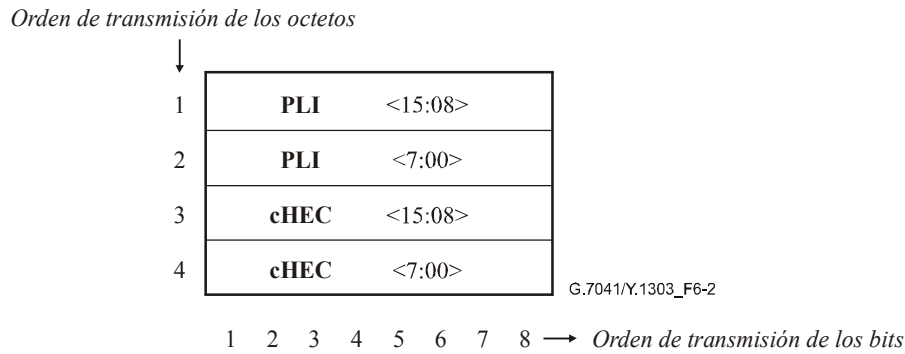 Orden de transmisión de los octetos
1 PLI <15:08>
2 PLI <7:00>
3 cHEC <15:08>
4 cHEC <7:00>
G.7041/Y.1303_F6-2
1 2 3 4 5 6 7 8 Orden de transmisión de los bits